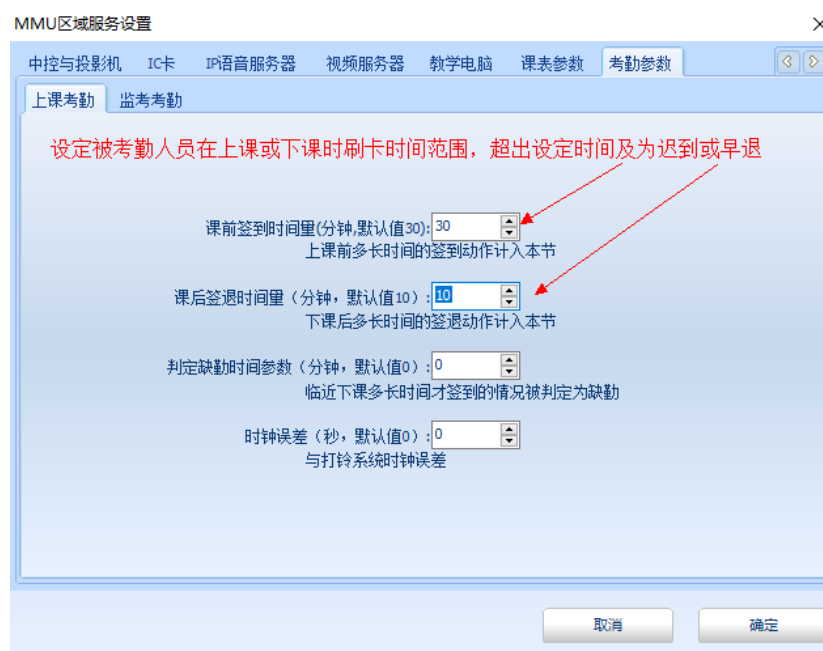 MMU区域服务设置
中控与投影机 IC卡 IP语音服务器 视频服务器 教学电脑 课表参数 考勤参数
上课考勤 监考考勤
设定被考勤人员在上课或下课时刷卡时间范围，超出设定时间及为迟到或早退
课前签到时间量(分钟,默认值30): 30
上课前多长时间的签到动作计入本节
课后签退时间量（分钟，默认值10）: 10
下课后多长时间的签退动作计入本节
判定缺勤时间参数（分钟，默认值0）: 0
临近下课多长时间才签到的情况被判定为缺勤
时钟误差（秒，默认值0）: 0
与打铃系统时钟误差
取消 确定